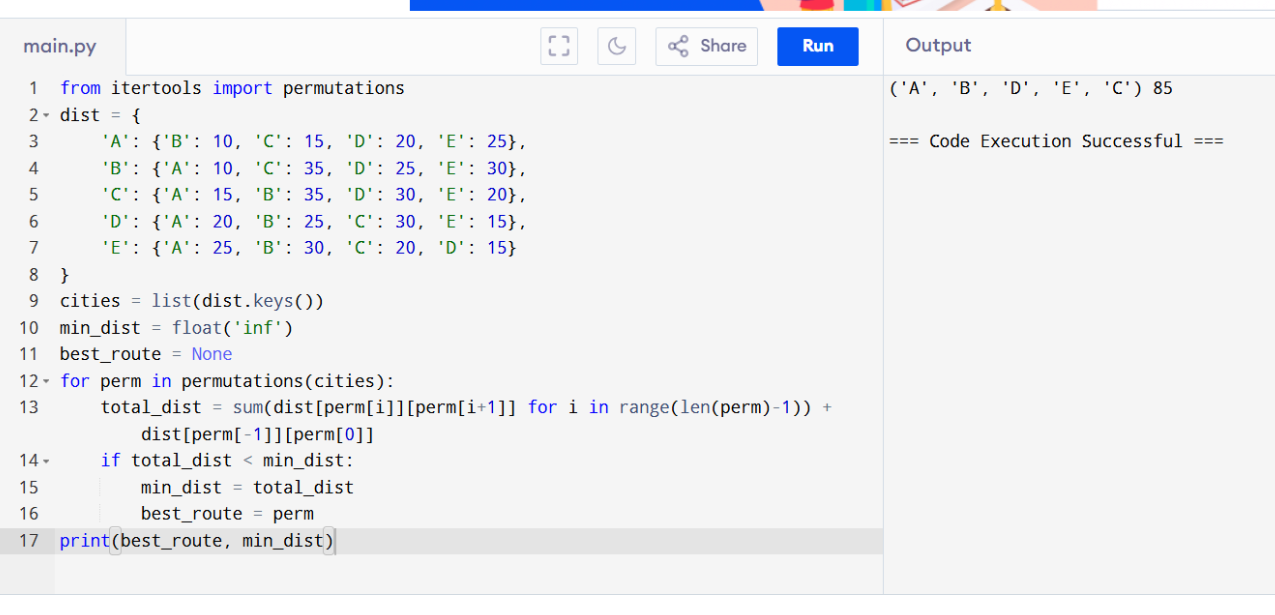 main.py
Share
Run
Output
1 from itertools import permutations
2 dist = {
3     'A': {'B': 10, 'C': 15, 'D': 20, 'E': 25},
4     'B': {'A': 10, 'C': 35, 'D': 25, 'E': 30},
5     'C': {'A': 15, 'B': 35, 'D': 30, 'E': 20},
6     'D': {'A': 20, 'B': 25, 'C': 30, 'E': 15},
7     'E': {'A': 25, 'B': 30, 'C': 20, 'D': 15}
8 }
9 cities = list(dist.keys())
10 min_dist = float('inf')
11 best_route = None
12 for perm in permutations(cities):
13     total_dist = sum(dist[perm[i]][perm[i+1]] for i in range(len(perm)-1)) +
        dist[perm[-1]][perm[0]]
14     if total_dist < min_dist:
15         min_dist = total_dist
16         best_route = perm
17 print(best_route, min_dist)
('A', 'B', 'D', 'E', 'C') 85
=== Code Execution Successful ===